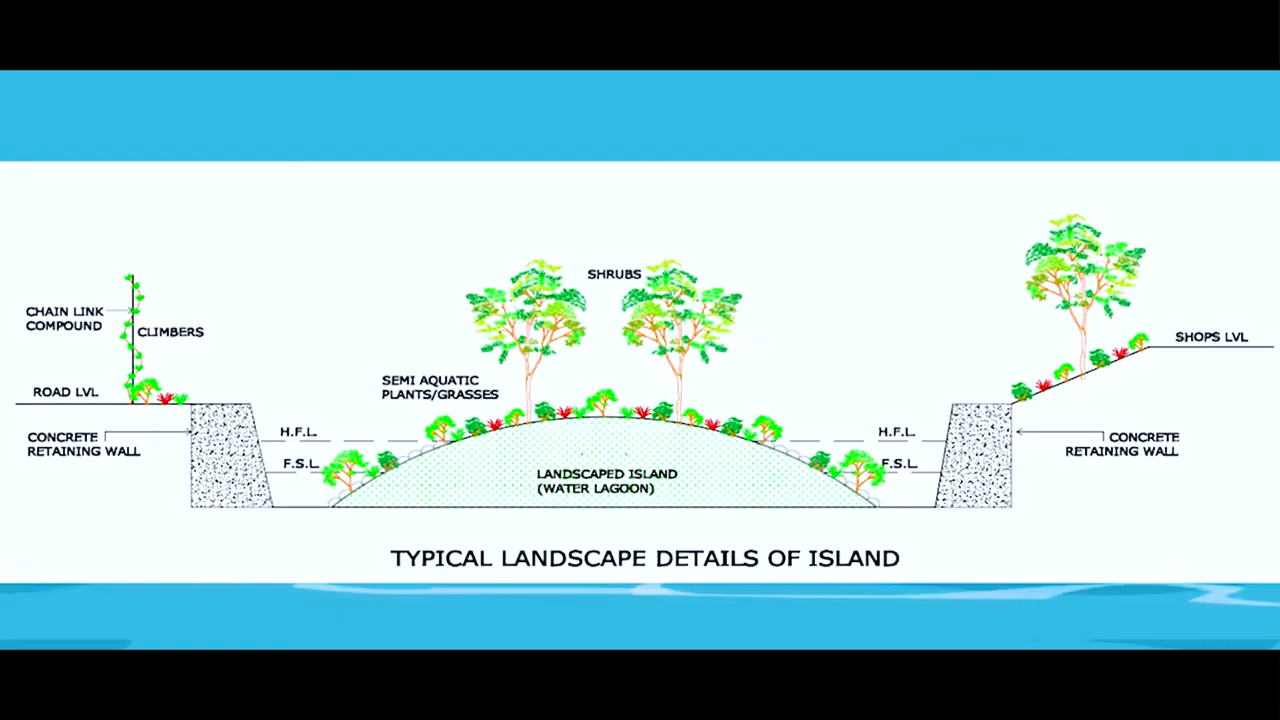 SHRUBS
CHAIN LINK
COMPOUND
CLIMBERS
SHOPS LVL
SEMI AQUATIC
PLANTS/GRASSES
ROAD LVL
H.F.L.
H.F.L.
CONCRETE
RETAINING WALL
CONCRETE
RETAINING WALL
F.S.L.
F.S.L.
LANDSCAPED ISLAND
(WATER LAGOON)
TYPICAL LANDSCAPE DETAILS OF ISLAND